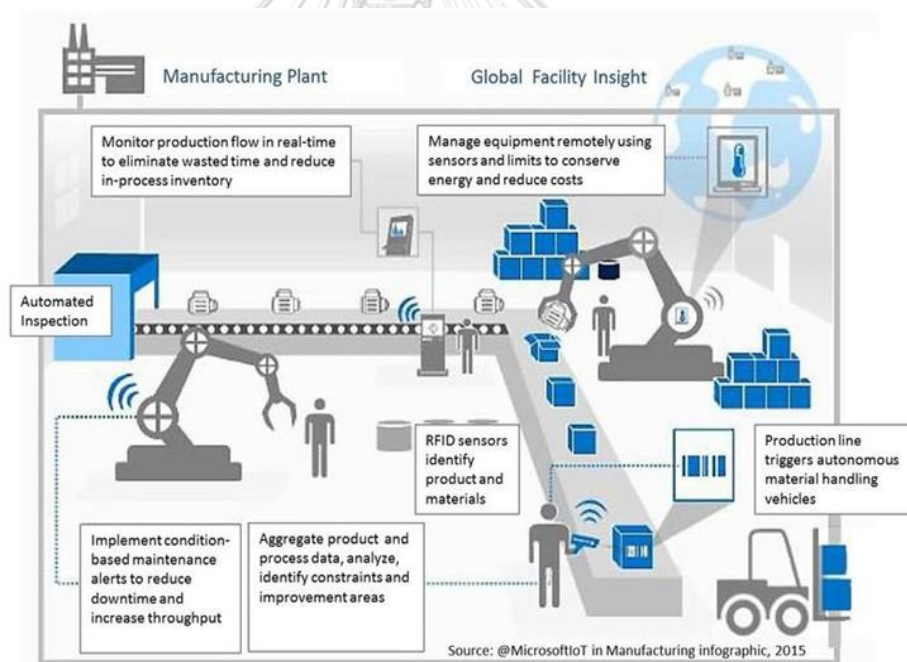 Manufacturing Plant
Global Facility Insight
Monitor production flow in real-time
to eliminate wasted time and reduce
in-process inventory
Manage equipment remotely using
sensors and limits to conserve
energy and reduce costs
Automated
Inspection
RFID sensors
identify
product and
materials
Production line
triggers autonomous
material handling
vehicles
Implement condition-
based maintenance
alerts to reduce
downtime and
increase throughput
Aggregate product and
process data, analyze,
identify constraints and
improvement areas
Source: @MicrosoftIoT in Manufacturing infographic, 2015